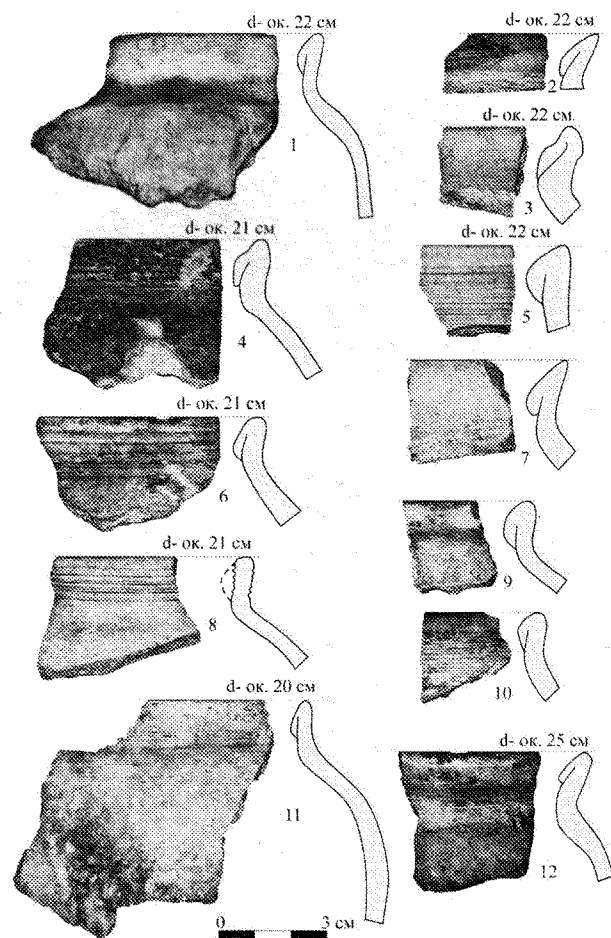 d- ок. 22 см
1
d- ок. 22 см
2
d- ок. 22 см
3
d- ок. 21 см
4
d- ок. 22 см
5
d- ок. 21 см
6
7
d- ок. 21 см
8
9
10
d- ок. 20 см
11
d- ок. 25 см
12
0 3 см